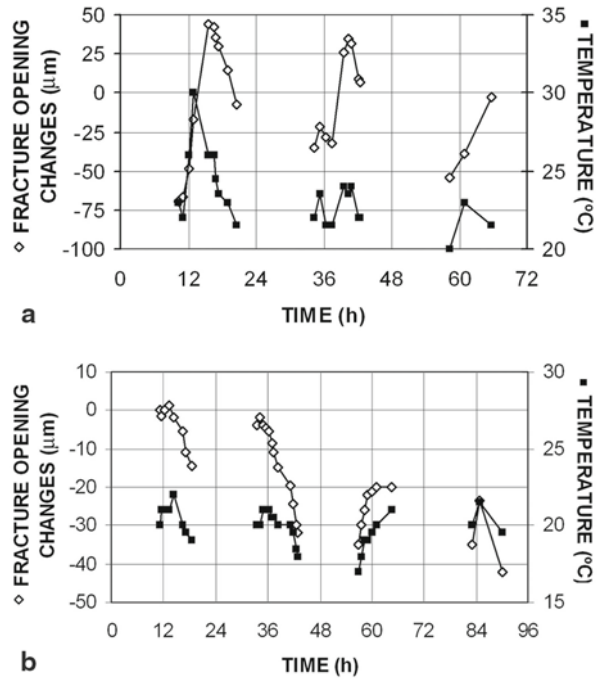 50
25
0
-25
-50
-75
-100
35
30
25
20
◇ FRACTURE OPENING
CHANGES (µm)
■ TEMPERATURE (ºC)
0 12 24 36 48 60 72
TIME (h)
a
10
0
-10
-20
-30
-40
-50
30
25
20
15
◇ FRACTURE OPENING
CHANGES (µm)
■ TEMPERATURE (ºC)
0 12 24 36 48 60 72 84 96
TIME (h)
b